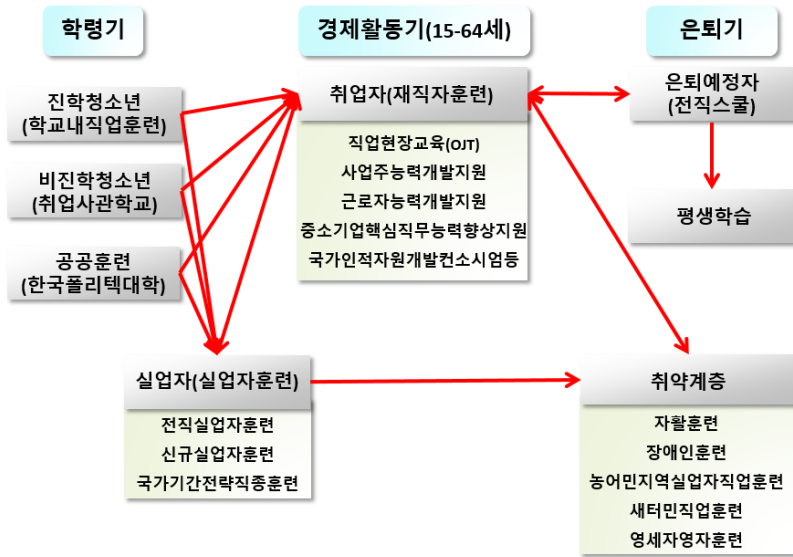 학령기
경제활동기(15-64세)
은퇴기
진학청소년
(학교내직업훈련)
비진학청소년
(취업사관학교)
공공훈련
(한국폴리텍대학)
취업자(재직자훈련)
직업현장교육(OJT)
사업주능력개발지원
근로자능력개발지원
중소기업핵심직무능력향상지원
국가인적자원개발컨소시엄등
은퇴예정자
(전직스쿨)
평생학습
실업자(실업자훈련)
전직실업자훈련
신규실업자훈련
국가기간전략직종훈련
취약계층
자활훈련
장애인훈련
농어민지역실업자직업훈련
새터민직업훈련
영세자영자훈련